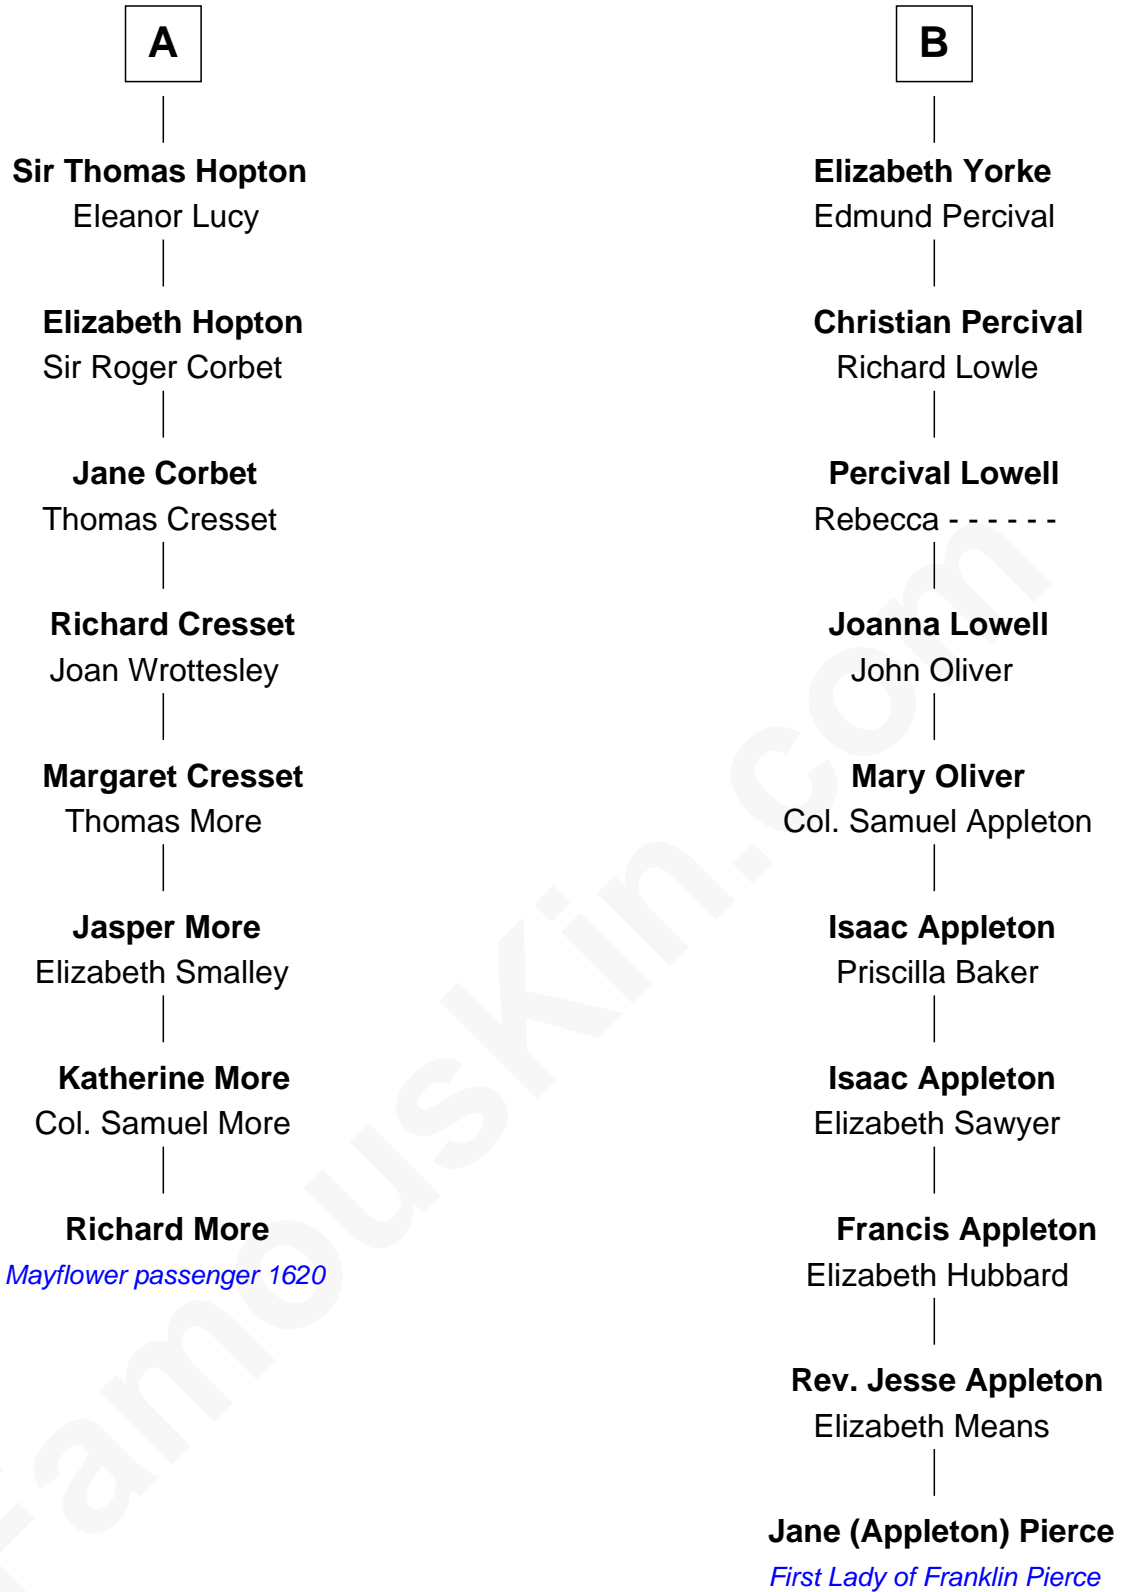 A
Sir Thomas Hopton
Eleanor Lucy
Elizabeth Hopton
Sir Roger Corbet
Jane Corbet
Thomas Cresset
Richard Cresset
Joan Wrottesley
Margaret Cresset
Thomas More
Jasper More
Elizabeth Smalley
Katherine More
Col. Samuel More
Richard More
Mayflower passenger 1620
B
Elizabeth Yorke
Edmund Percival
Christian Percival
Richard Lowle
Percival Lowell
Rebecca - - - - - -
Joanna Lowell
John Oliver
Mary Oliver
Col. Samuel Appleton
Isaac Appleton
Priscilla Baker
Isaac Appleton
Elizabeth Sawyer
Francis Appleton
Elizabeth Hubbard
Rev. Jesse Appleton
Elizabeth Means
Jane (Appleton) Pierce
First Lady of Franklin Pierce
FamousKin.com